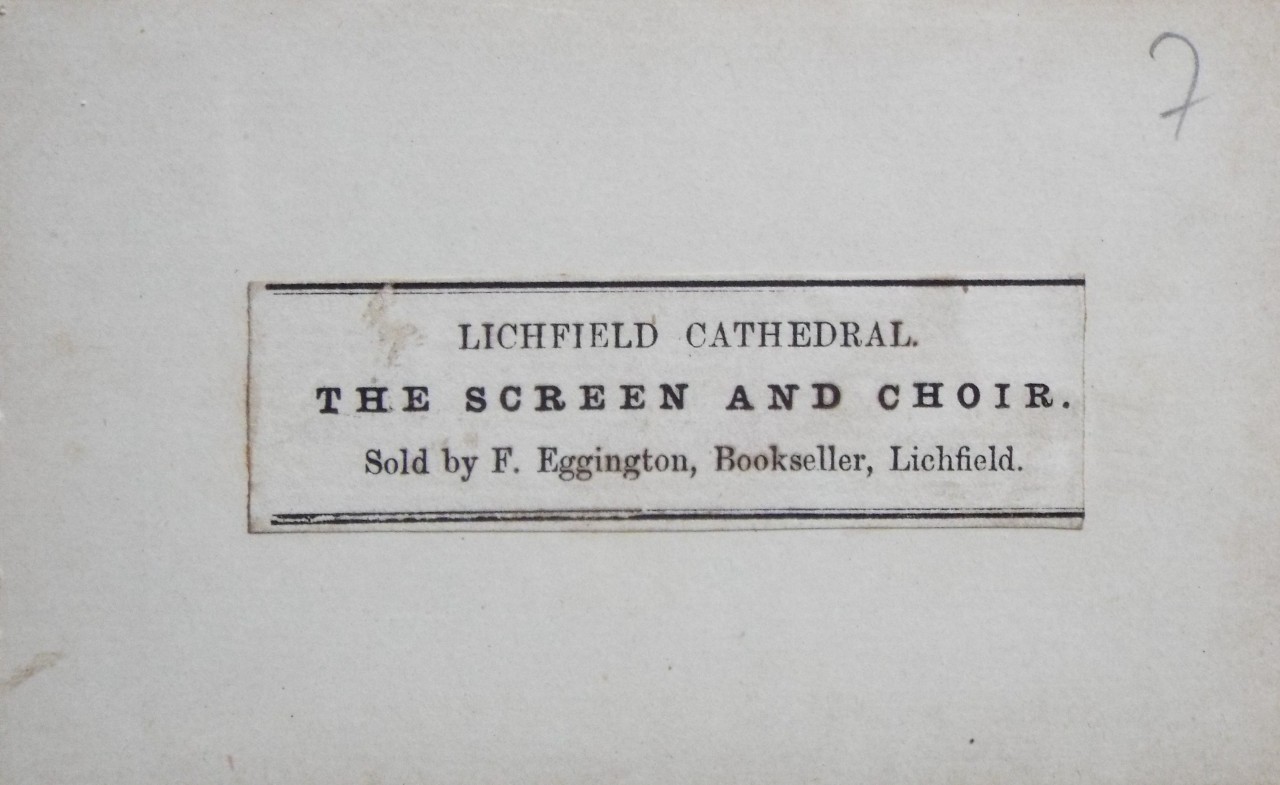 7
LICHFIELD CATHEDRAL.
THE SCREEN AND CHOIR.
Sold by F. Eggington, Bookseller, Lichfield.